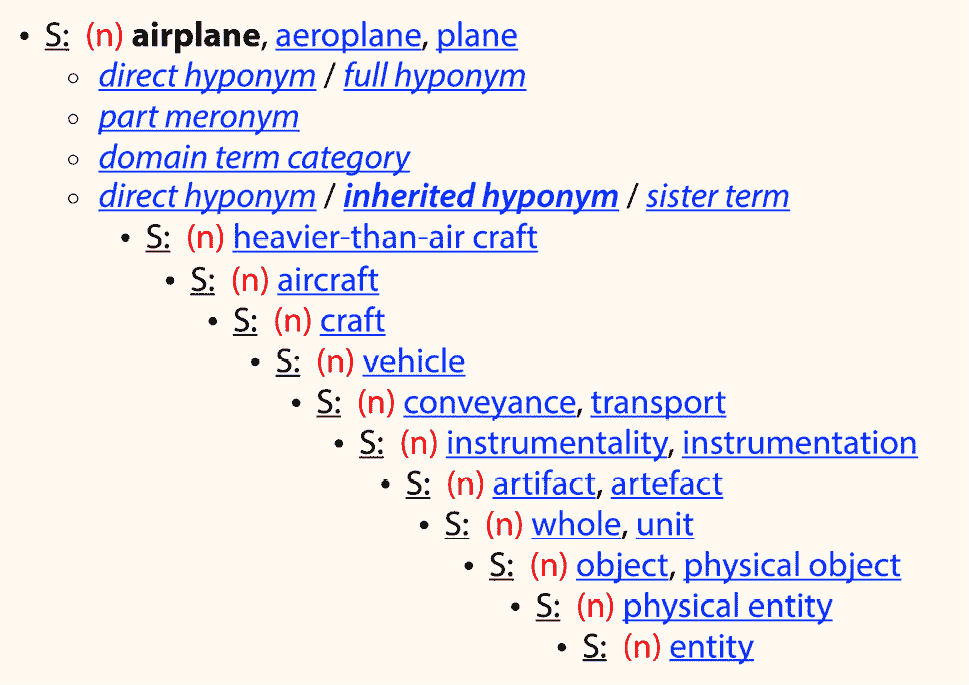 • S: (n) airplane, aeroplane, plane
○ direct hyponym / full hyponym
○ part meronym
○ domain term category
○ direct hyponym / inherited hyponym / sister term
• S: (n) heavier-than-air craft
• S: (n) aircraft
• S: (n) craft
• S: (n) vehicle
• S: (n) conveyance, transport
• S: (n) instrumentality, instrumentation
• S: (n) artifact, artefact
• S: (n) whole, unit
• S: (n) object, physical object
• S: (n) physical entity
• S: (n) entity